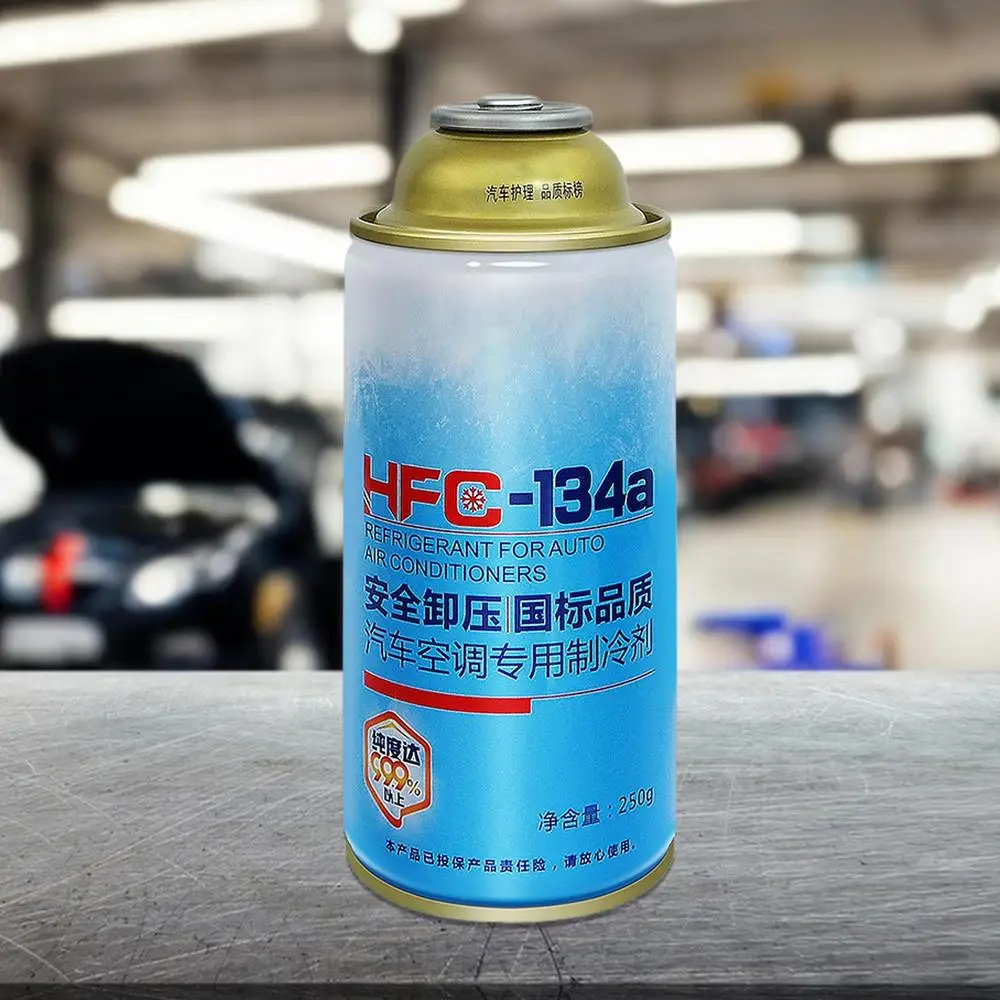 汽车护理 品质标榜
HFC-134a
REFRIGERANT FOR AUTO
AIR CONDITIONERS
安全卸压|国标品质
汽车空调专用制冷剂
纯度达
999%
以上
净含量：250g
本产品已投保产品责任险，请放心使用。